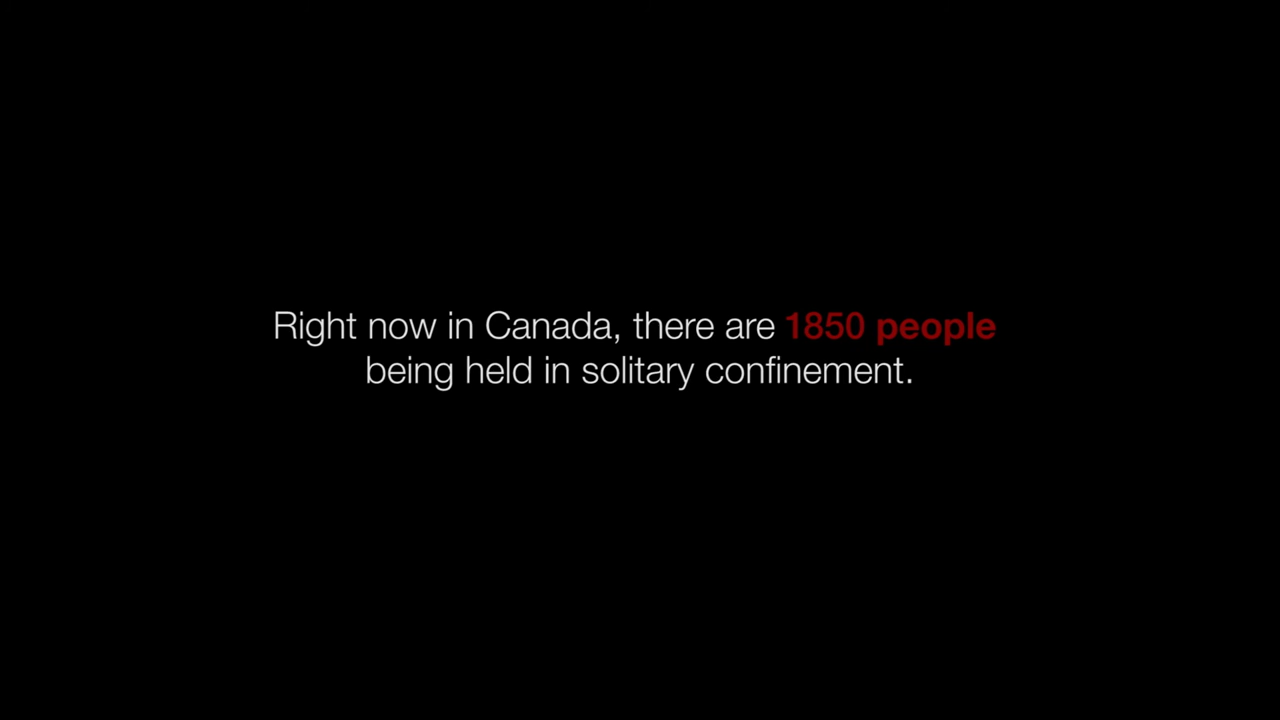 Right now in Canada, there are 1850 people
being held in solitary confinement.